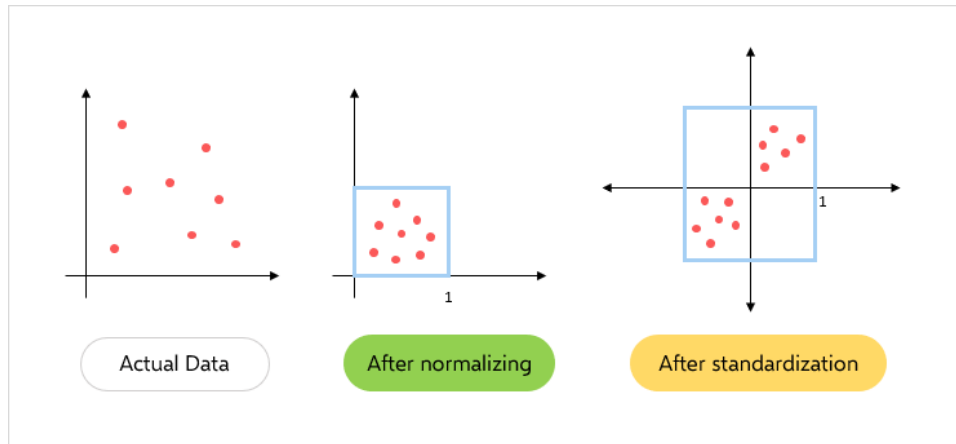 1
1
Actual Data
After normalizing
After standardization